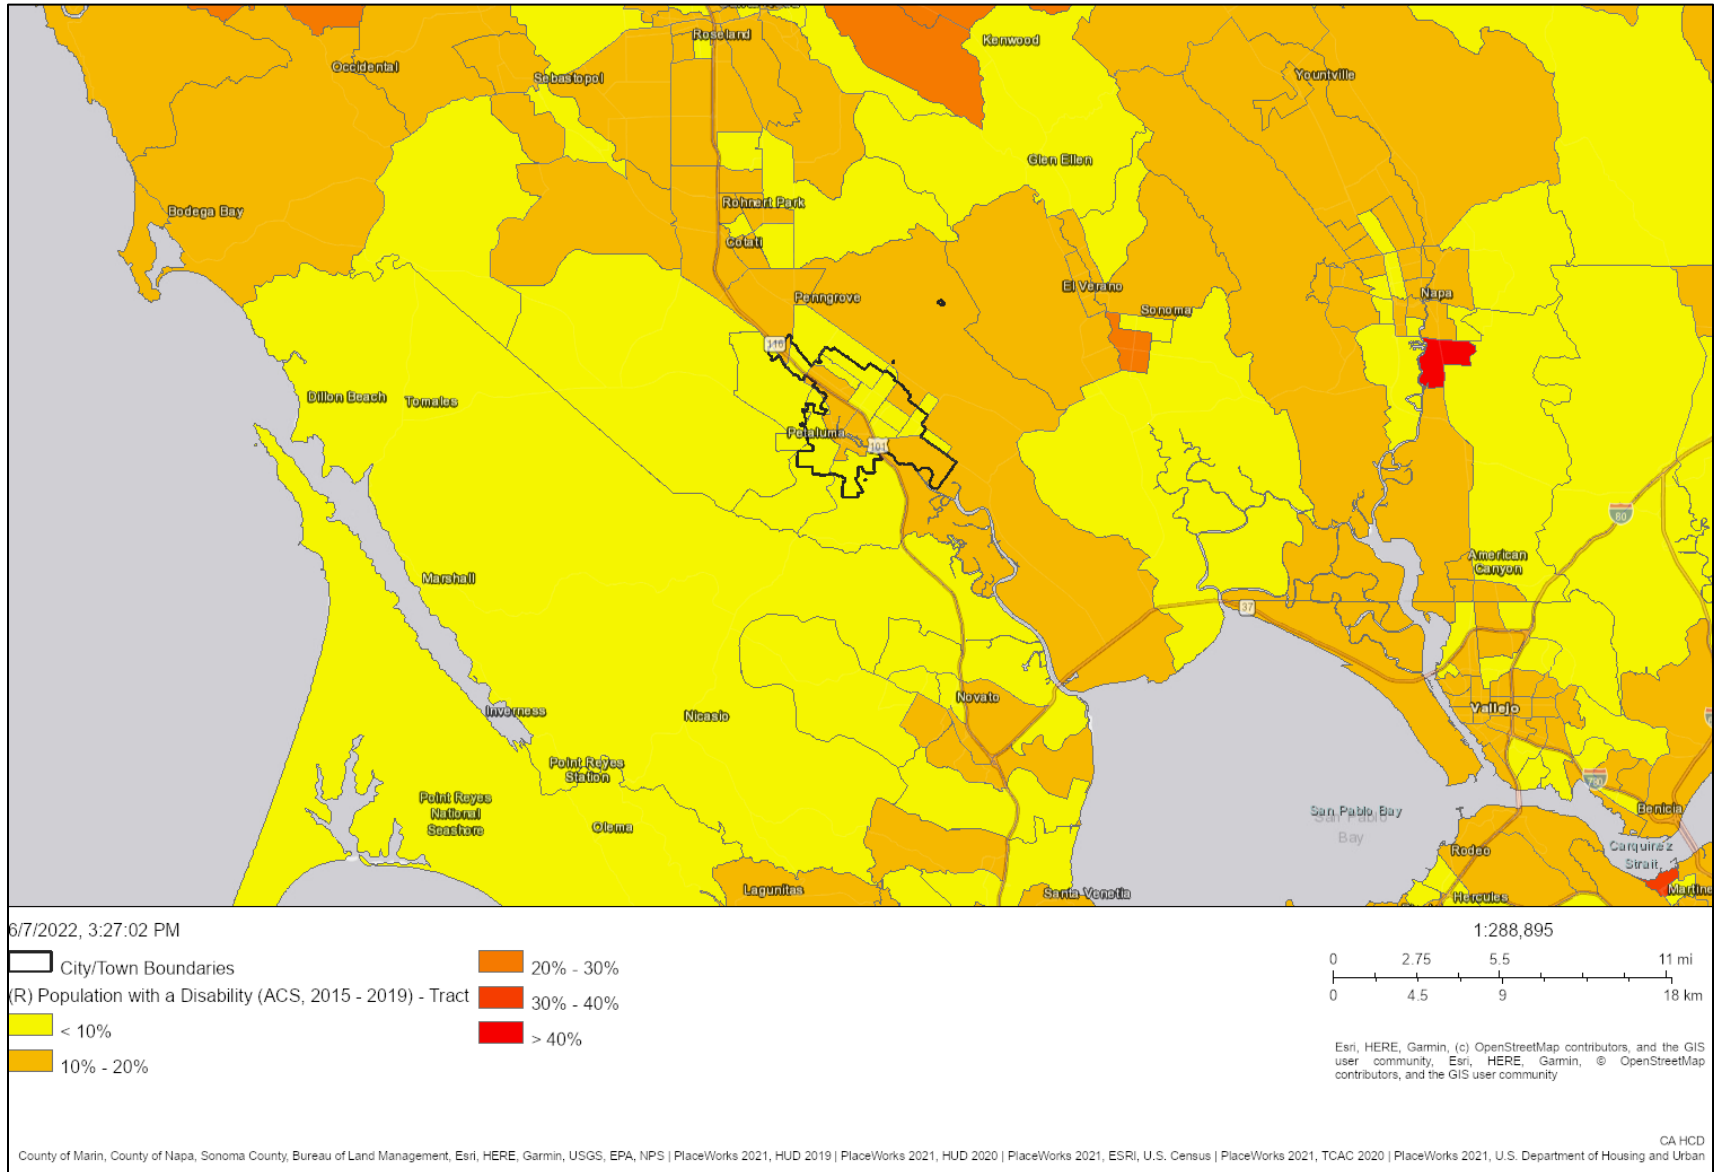 Roseland
Kenwood
Occidental
Sebastopol
Yountville
Glen Ellen
Bodega Bay
Rohnert Park
Cotati
El Verano
Napa
Penngrove
Sonoma
116
Dillon Beach
Tomales
Petaluma
101
80
American
Canyon
Marshall
37
Novato
Vallejo
Inverness
Nicasio
Point Reyes
Station
780
Point Reyes
National
Seashore
Olema
San Pablo Bay
San Pablo
Bay
Benicia
Rodeo
Carquinez
Strait
Lagunitas
Santa Venetia
Hercules
Martine
6/7/2022, 3:27:02 PM
City/Town Boundaries
(R) Population with a Disability (ACS, 2015 - 2019) - Tract
< 10%
10% - 20%
20% - 30%
30% - 40%
> 40%
1:288,895
0 2.75 5.5 11 mi
0 4.5 9 18 km
Esri, HERE, Garmin, (c) OpenStreetMap contributors, and the GIS
user community, Esri, HERE, Garmin, © OpenStreetMap
contributors, and the GIS user community
CA HCD
County of Marin, County of Napa, Sonoma County, Bureau of Land Management, Esri, HERE, Garmin, USGS, EPA, NPS | PlaceWorks 2021, HUD 2019 | PlaceWorks 2021, HUD 2020 | PlaceWorks 2021, ESRI, U.S. Census | PlaceWorks 2021, TCAC 2020 | PlaceWorks 2021, U.S. Department of Housing and Urban